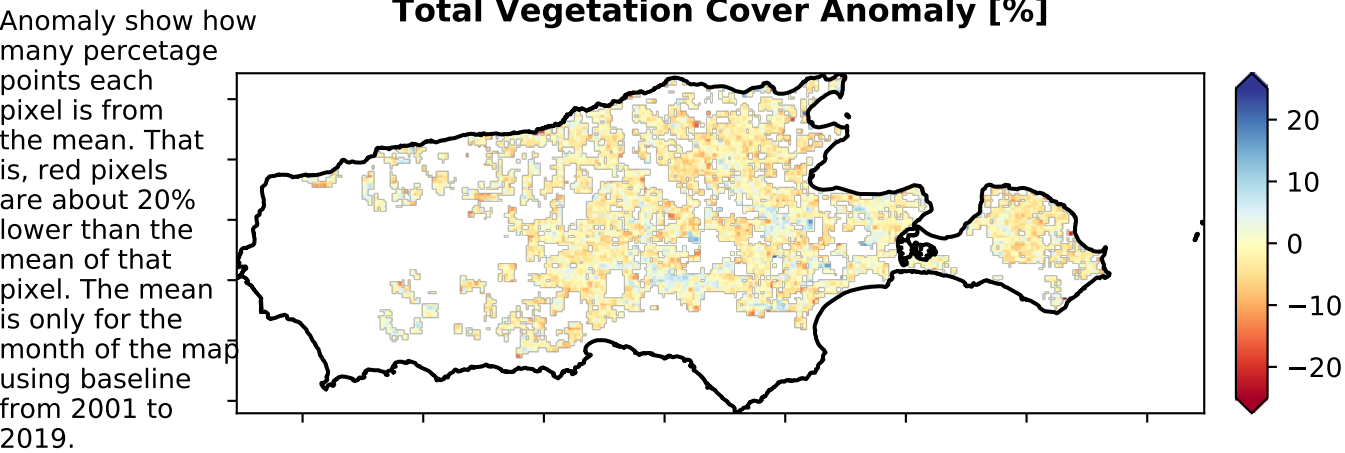 Total Vegetation Cover Anomaly [%]
Anomaly show how
many percetage
points each
pixel is from
the mean. That
is, red pixels
are about 20%
lower than the
mean of that
pixel. The mean
is only for the
month of the map
using baseline
from 2001 to
2019.
20
10
0
−10
−20